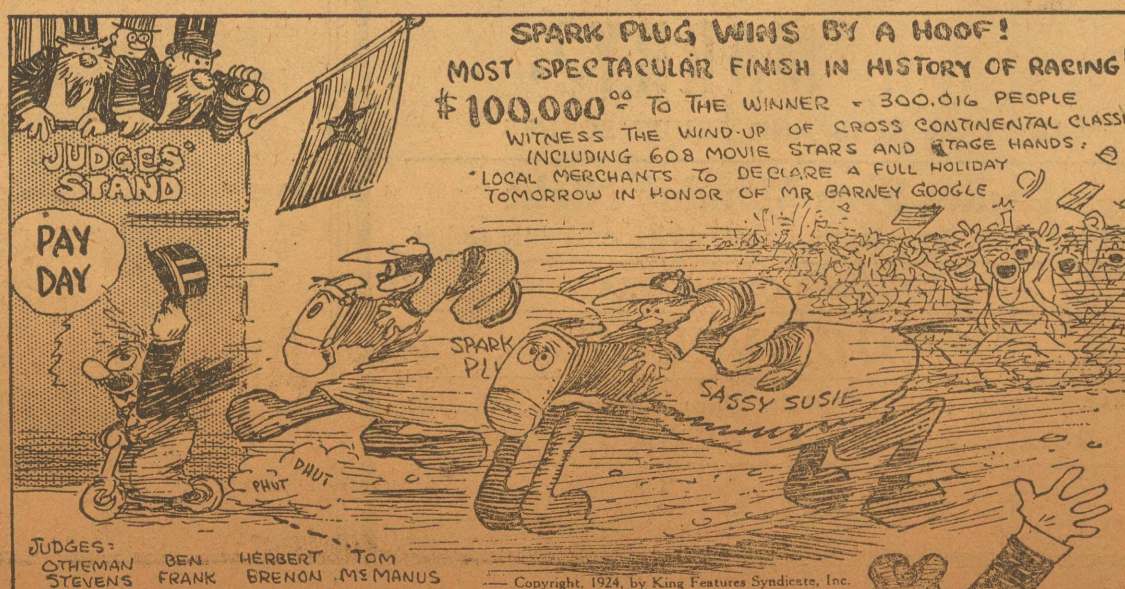 SPARK PLUG WINS BY A HOOF!
MOST SPECTACULAR FINISH IN HISTORY OF RACING!
$100,000.00 TO THE WINNER - 300,016 PEOPLE
WITNESS THE WIND-UP OF CROSS CONTINENTAL CLASSI
INCLUDING 608 MOVIE STARS AND STAGE HANDS:
LOCAL MERCHANTS TO DECLARE A FULL HOLIDAY
TOMORROW IN HONOR OF MR BARNEY GOOGLE
JUDGES'
STAND
PAY
DAY
SPARK
PLU
SASSY SUSIE
PHUT
DHUT
JUDGES:
OTHEMAN STEVENS
BEN FRANK
HERBERT BRENON
TOM McMANUS
— Copyright, 1924, by King Features Syndicate, Inc.